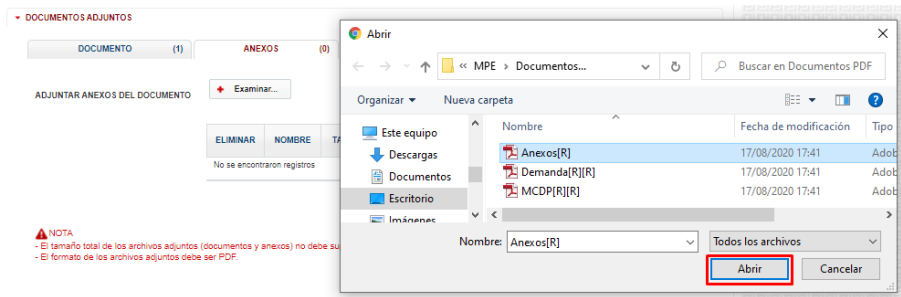 DOCUMENTOS ADJUNTOS
DOCUMENTO (1) ANEXOS (0)
ADJUNTAR ANEXOS DEL DOCUMENTO
Examinar...
ELIMINAR NOMBRE
No se encontraron registros
NOTA
- El tamaño total de los archivos adjuntos (documentos y anexos) no debe
- El formato de los archivos adjuntos debe ser PDF.
Abrir
« MPE > Documentos...
Buscar en Documentos PDF
Organizar Nueva carpeta
Este equipo
Descargas
Documentos
Escritorio
Imágenes
Nombre Fecha de modificación Tipo
Anexos[R] 17/08/2020 17:41 Adob
Demanda[R][R] 17/08/2020 17:41 Adob
MCDP[R][R] 17/08/2020 17:41 Adob
Nombre: Anexos[R] Todos los archivos
Abrir Cancelar